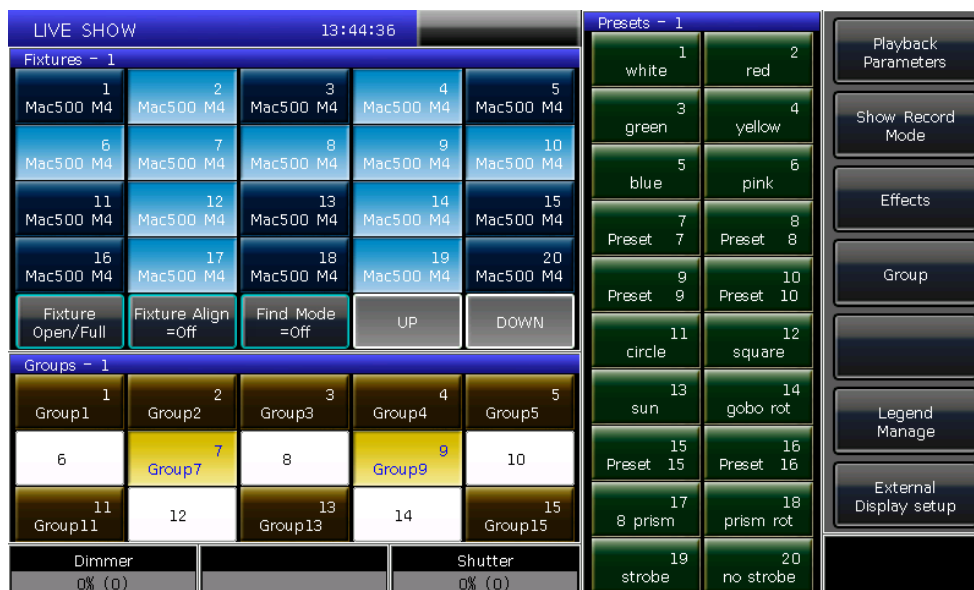 LIVE SHOW 13:44:36
Fixtures - 1
1 2 3 4 5
Mac500 M4 Mac500 M4 Mac500 M4 Mac500 M4 Mac500 M4
6 7 8 9 10
Mac500 M4 Mac500 M4 Mac500 M4 Mac500 M4 Mac500 M4
11 12 13 14 15
Mac500 M4 Mac500 M4 Mac500 M4 Mac500 M4 Mac500 M4
16 17 18 19 20
Mac500 M4 Mac500 M4 Mac500 M4 Mac500 M4 Mac500 M4
Fixture Fixture Align Find Mode UP DOWN
Open/Full =Off =Off
Groups - 1
1 2 3 4 5
Group1 Group2 Group3 Group4 Group5
6 7 8 9 10
Group7 Group9
11 12 13 14 15
Group11 Group13 Group15
Dimmer Shutter
0% (0) 0% (0)
Presets - 1
1 2
white red
3 4
green yellow
5 6
blue pink
7 8
Preset 7 Preset 8
9 10
Preset 9 Preset 10
11 12
circle square
13 14
sun gobo rot
15 16
Preset 15 Preset 16
17 18
8 prism prism rot
19 20
strobe no strobe
Playback
Parameters
Show Record
Mode
Effects
Group
Legend
Manage
External
Display setup